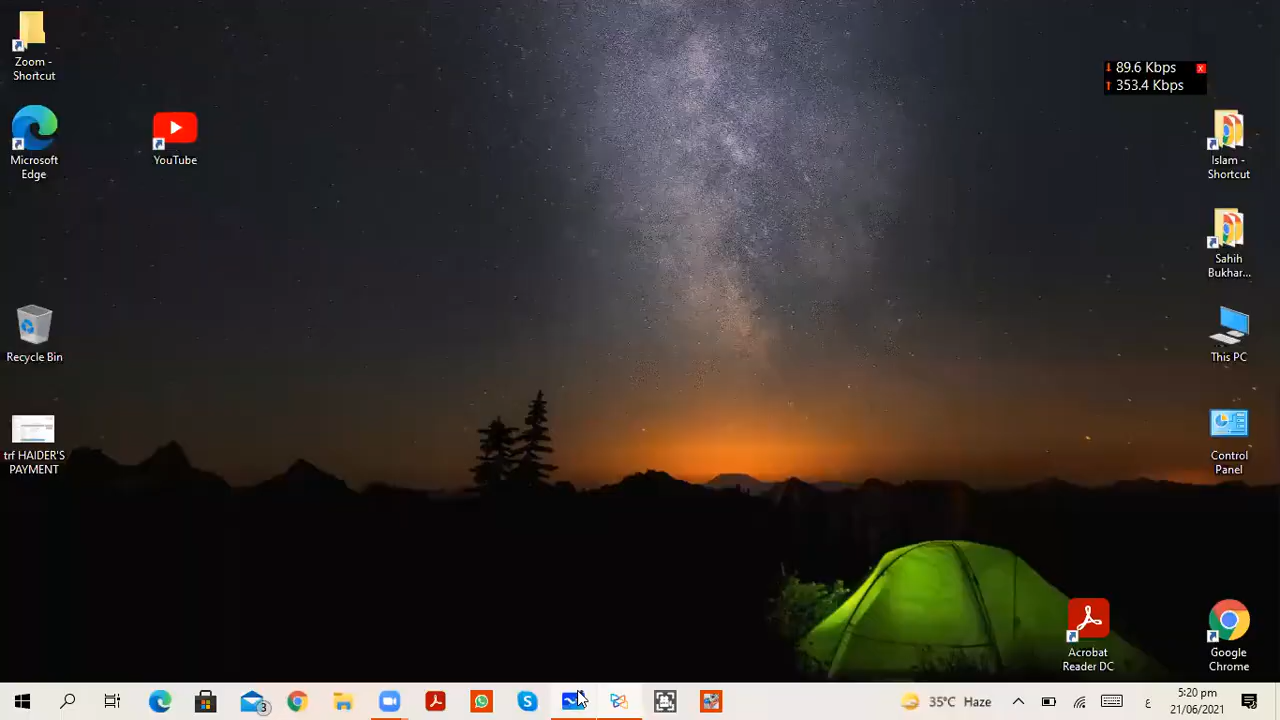 Zoom -
Shortcut
89.6 Kbps
x
353.4 Kbps
Microsoft
Edge
YouTube
Islam -
Shortcut
Sahih
Bukhar...
Recycle Bin
This PC
trf HAIDER'S
PAYMENT
Control
Panel
Acrobat
Reader DC
Google
Chrome
3
35°C Haze
5:20 pm
21/06/2021